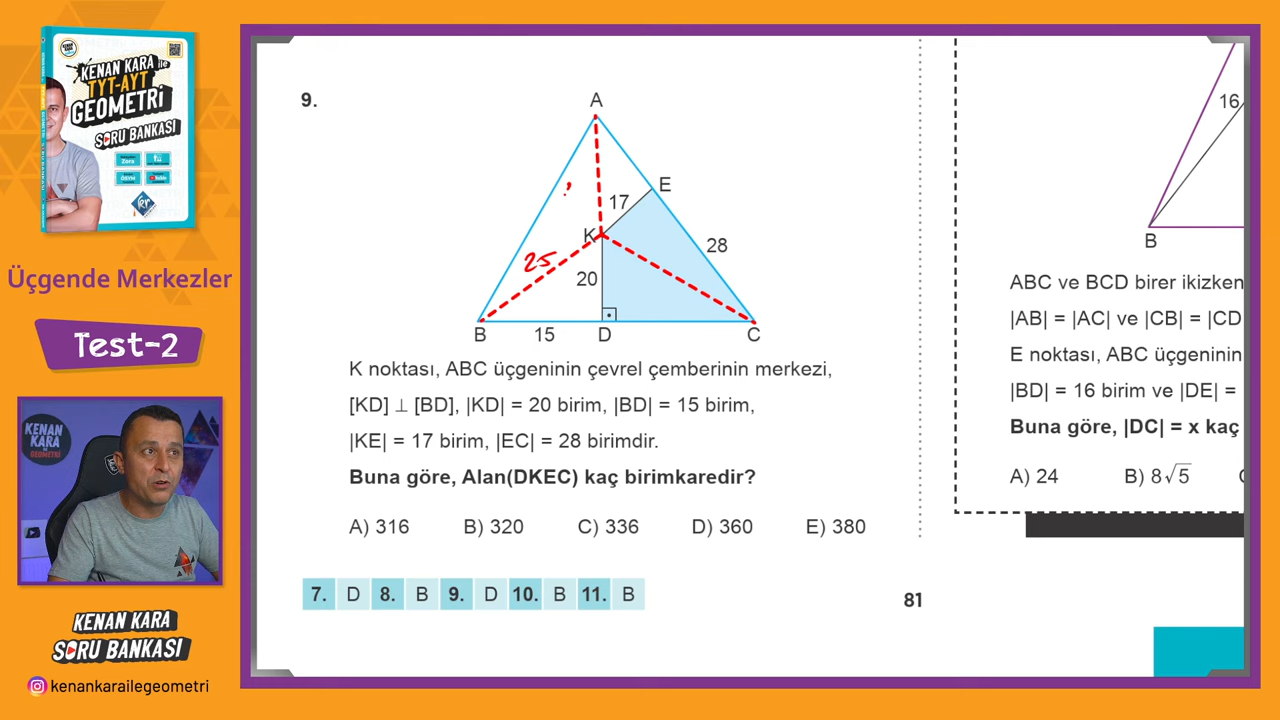 KENAN KARA ile
TYT-AYT
GEOMETRİ
SORU BANKASI
Üçgende Merkezler
Test-2
KENAN
KARA
GEOMETRİ
KENAN KARA
SORU BANKASI
kenankarailegeometri
9.
A
E
17
K
28
25
20
B
15
D
C
K noktası, ABC üçgeninin çevrel çemberinin merkezi,
[KD] ⊥ [BD], |KD| = 20 birim, |BD| = 15 birim,
|KE| = 17 birim, |EC| = 28 birimdir.
Buna göre, Alan(DKEC) kaç birimkaredir?
A) 316 B) 320 C) 336 D) 360 E) 380
7. D 8. B 9. D 10. B 11. B
81
16
B
ABC ve BCD birer ikizken
|AB| = |AC| ve |CB| = |CD
E noktası, ABC üçgeninin
|BD| = 16 birim ve |DE| =
Buna göre, |DC| = x kaç
A) 24 B) 8√5